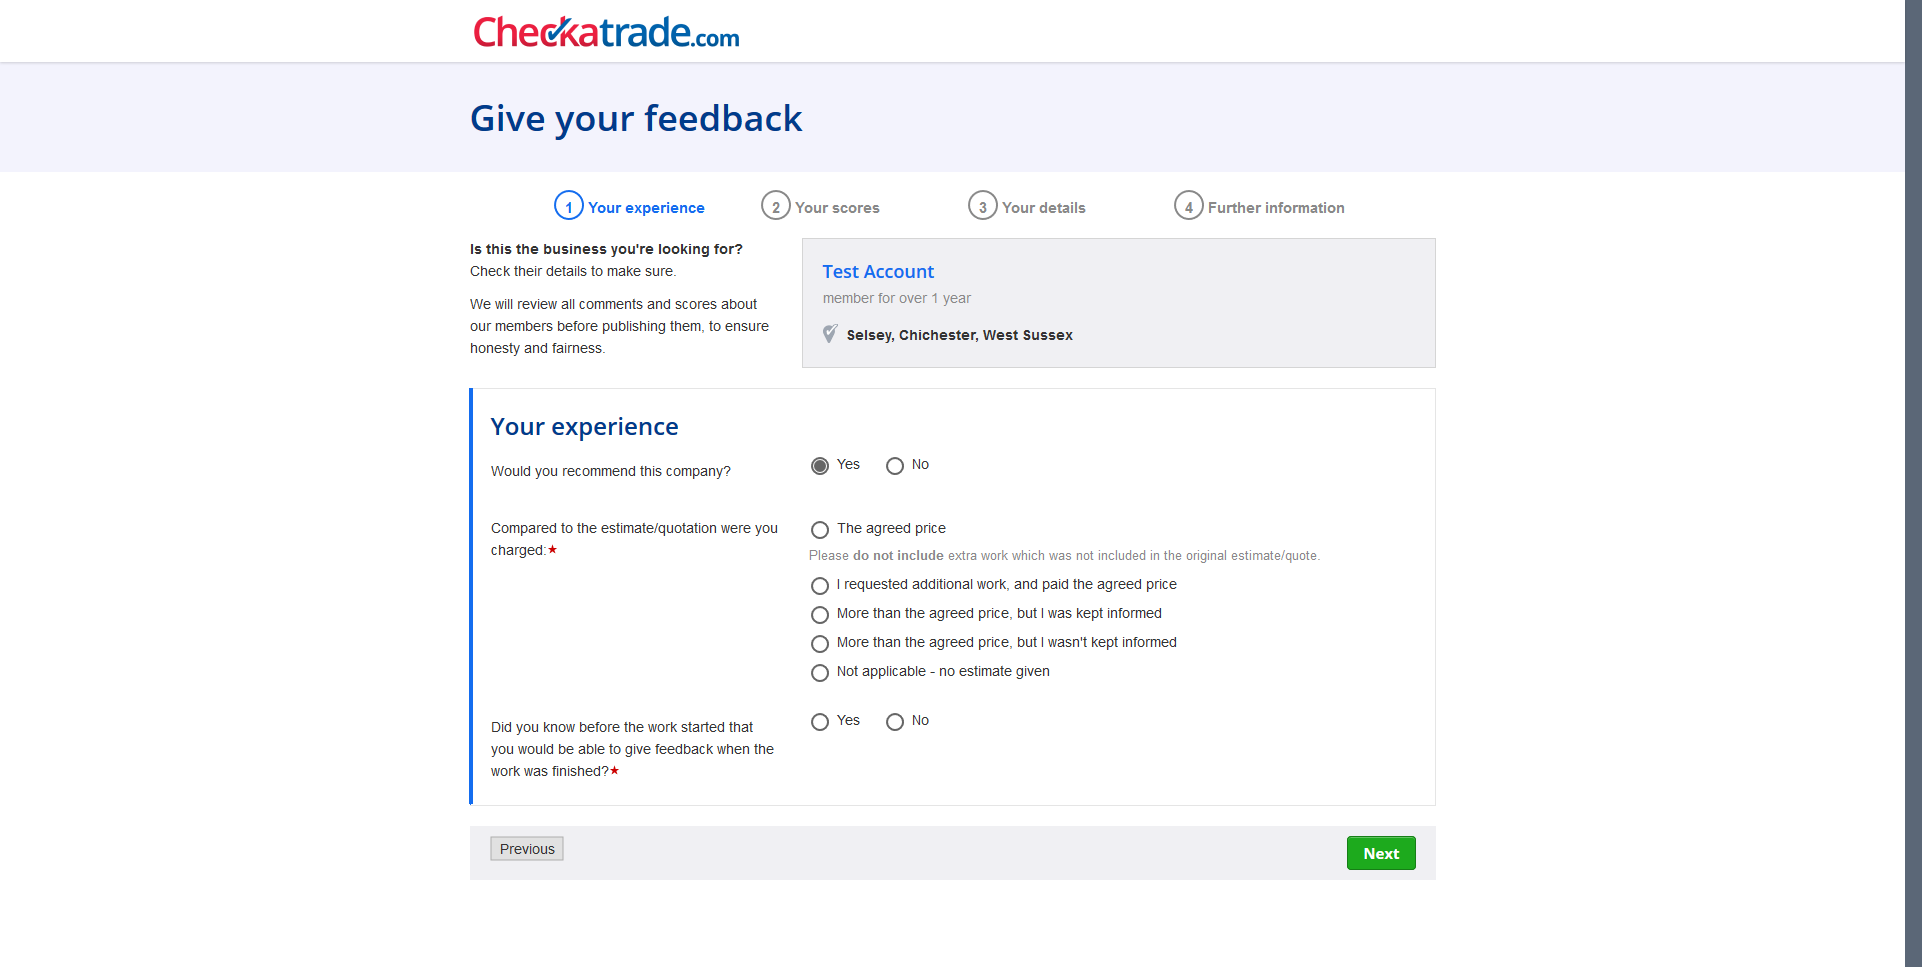 Checkatrade.com
Give your feedback
1 Your experience
2 Your scores
3 Your details
4 Further information
Is this the business you're looking for?
Check their details to make sure.
We will review all comments and scores about
our members before publishing them, to ensure
honesty and fairness.
Test Account
member for over 1 year
Selsey, Chichester, West Sussex
Your experience
Would you recommend this company?
Yes No
Compared to the estimate/quotation were you
charged:★
The agreed price
Please do not include extra work which was not included in the original estimate/quote.
I requested additional work, and paid the agreed price
More than the agreed price, but I was kept informed
More than the agreed price, but I wasn't kept informed
Not applicable - no estimate given
Did you know before the work started that
you would be able to give feedback when the
work was finished?★
Yes No
Previous
Next